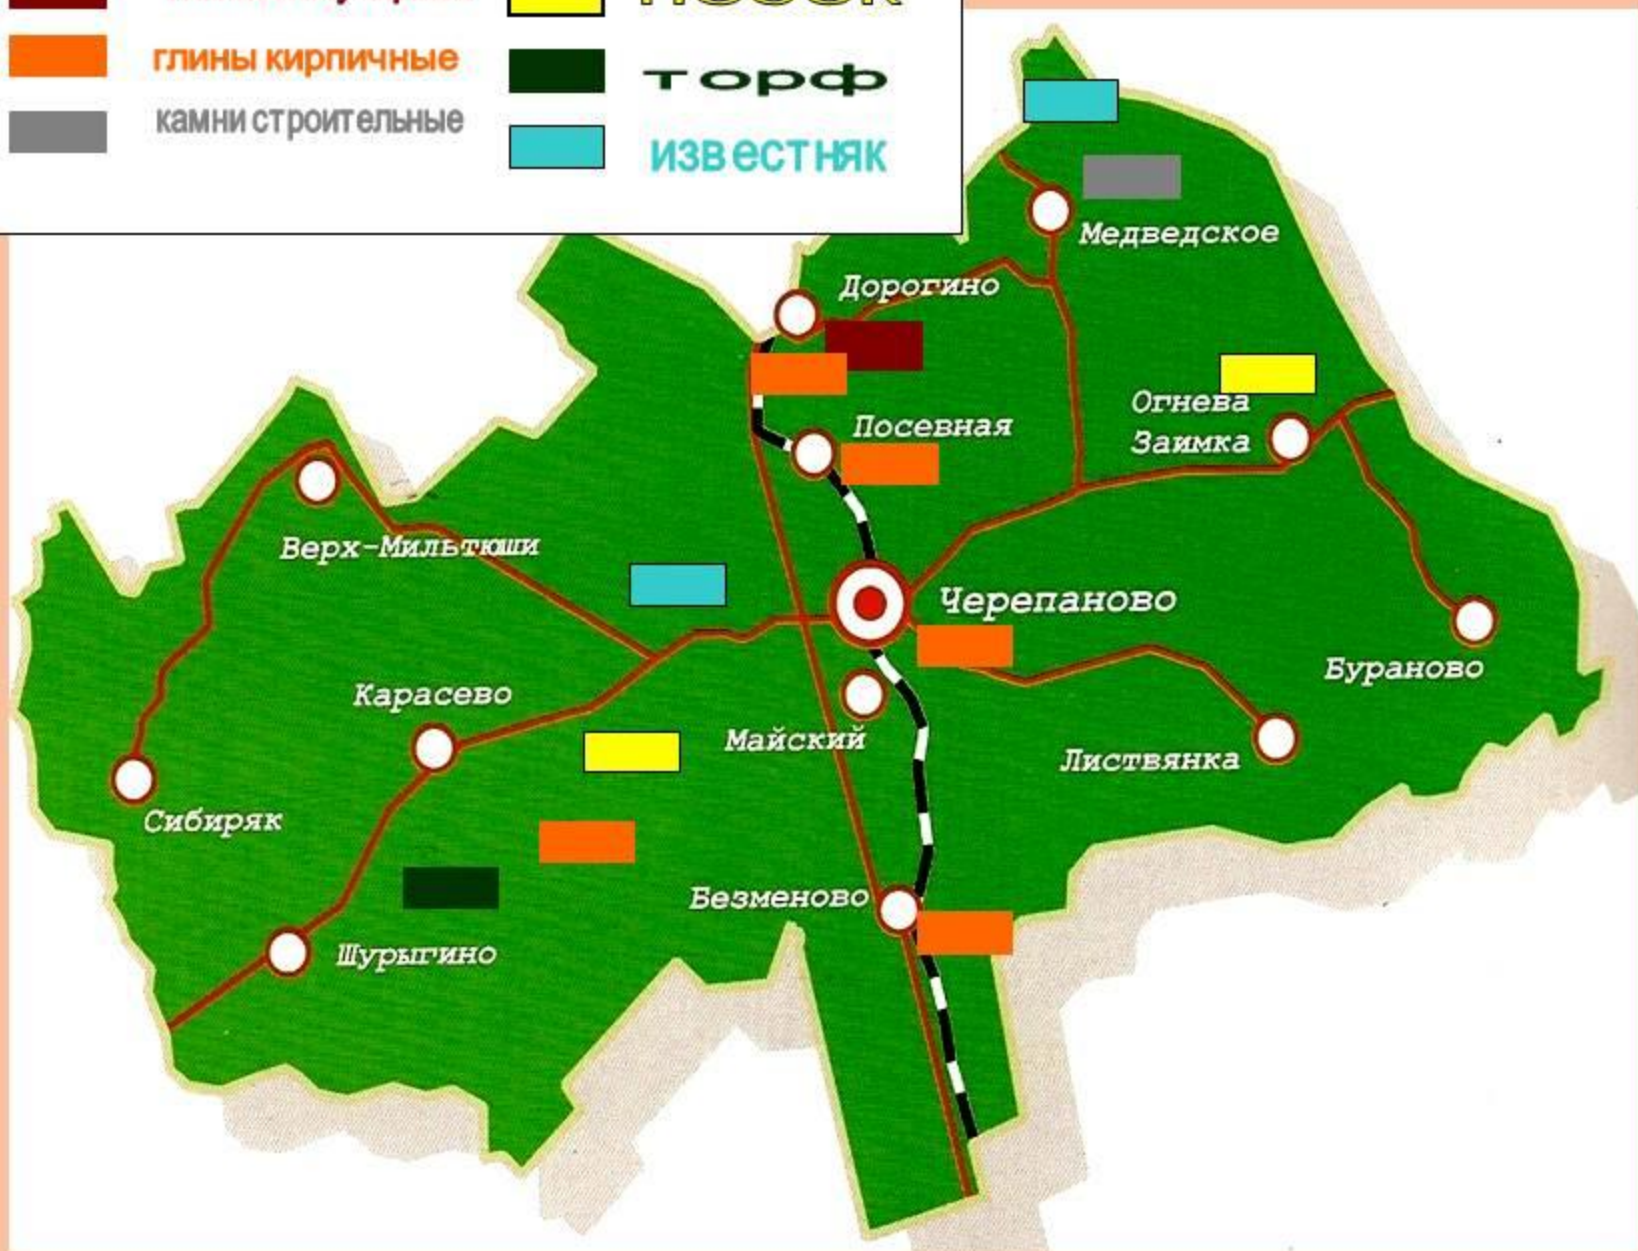 песок
глины кирпичные
торф
камни строительные
известняк
Медведское
Дорогино
Огнева
Заимка
Посевная
Верх-Мильтюши
Черепаново
Бураново
Карасево
Майский
Листвянка
Сибиряк
Безменово
Шурыгино